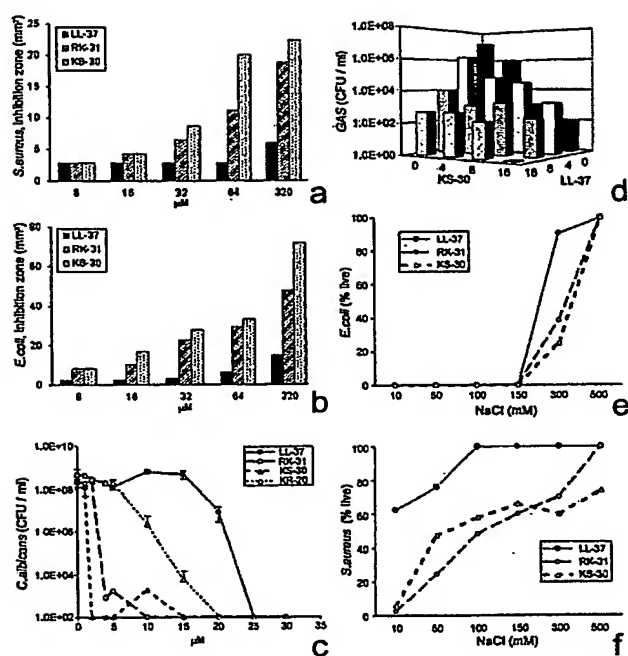 S.aurus, inhibition zone (mm²)
25
20
15
10
5
0
LL-37
RK-31
KS-30
8
16
32
64
320
µM
a
E.coli, inhibition zone (mm²)
80
60
40
20
0
LL-37
RK-31
KS-30
8
16
32
64
320
µM
b
C.albicans (CFU / ml)
1.0E+10
1.0E+08
1.0E+06
1.0E+04
1.0E+02
LL-37
RK-31
KS-30
KR-20
0
5
10
15
20
25
30
35
µM
c
GAS (CFU / ml)
1.0E+08
1.0E+06
1.0E+04
1.0E+02
1.0E+00
0
4
8
16
16
8
4
0
KS-30
LL-37
d
E.coli (% live)
100
80
60
40
20
0
LL-37
RK-31
KS-30
10
50
100
150
300
500
NaCl (mM)
e
S.aurus (% live)
100
80
60
40
20
0
LL-37
RK-31
KS-30
10
50
100
150
300
500
NaCl (mM)
f